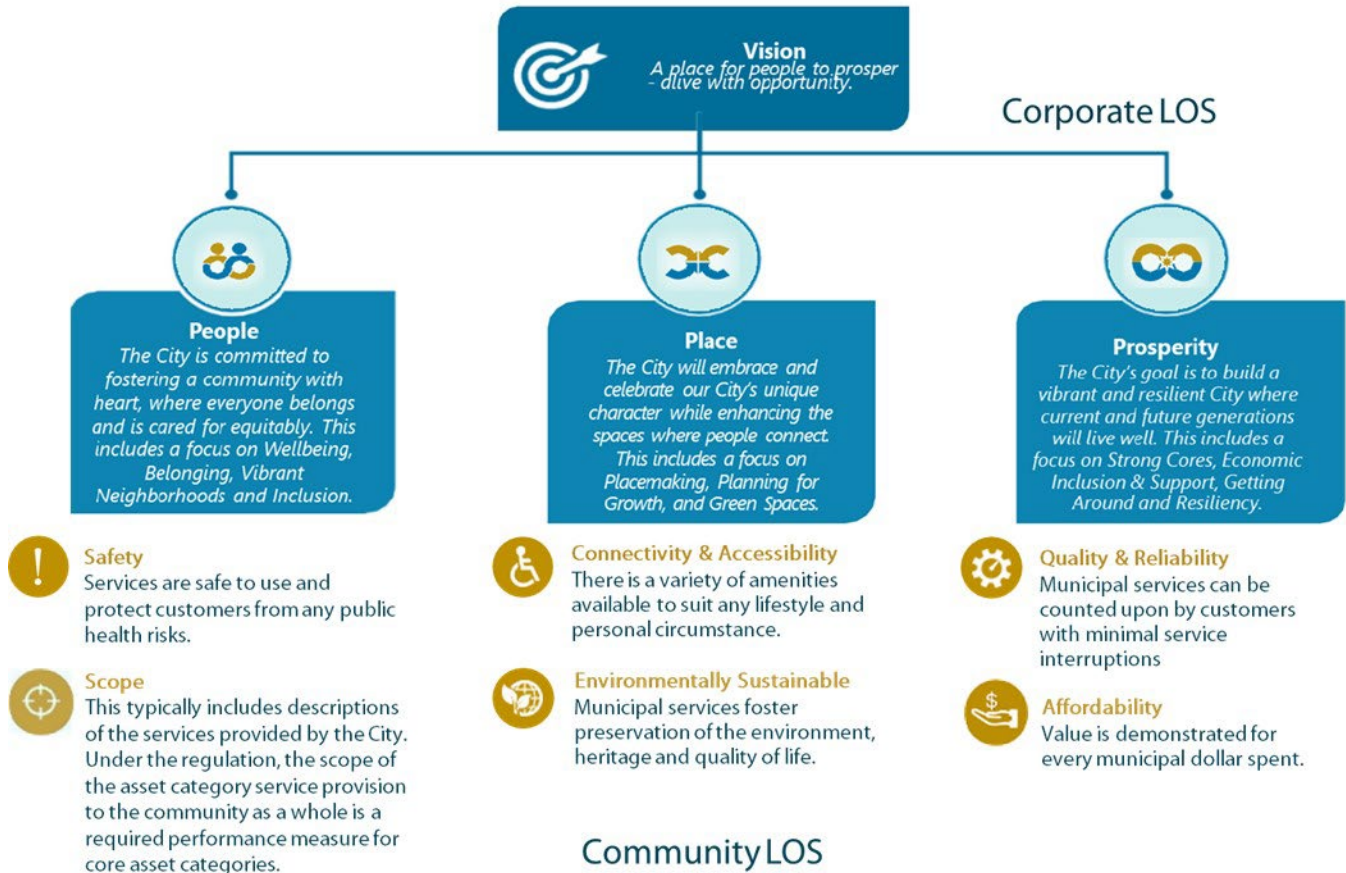 Vision
A place for people to prosper
- alive with opportunity.
Corporate LOS
People
The City is committed to
fostering a community with
heart, where everyone belongs
and is cared for equitably. This
includes a focus on Wellbeing,
Belonging, Vibrant
Neighborhoods and Inclusion.
Place
The City will embrace and
celebrate our City's unique
character while enhancing the
spaces where people connect.
This includes a focus on
Placemaking, Planning for
Growth, and Green Spaces.
Prosperity
The City's goal is to build a
vibrant and resilient City where
current and future generations
will live well. This includes a
focus on Strong Cores, Economic
Inclusion & Support, Getting
Around and Resiliency.
Safety
Services are safe to use and
protect customers from any public
health risks.
Scope
This typically includes descriptions
of the services provided by the City.
Under the regulation, the scope of
the asset category service provision
to the community as a whole is a
required performance measure for
core asset categories.
Connectivity & Accessibility
There is a variety of amenities
available to suit any lifestyle and
personal circumstance.
Environmentally Sustainable
Municipal services foster
preservation of the environment,
heritage and quality of life.
Quality & Reliability
Municipal services can be
counted upon by customers
with minimal service
interruptions
$
Affordability
Value is demonstrated for
every municipal dollar spent.
Community LOS